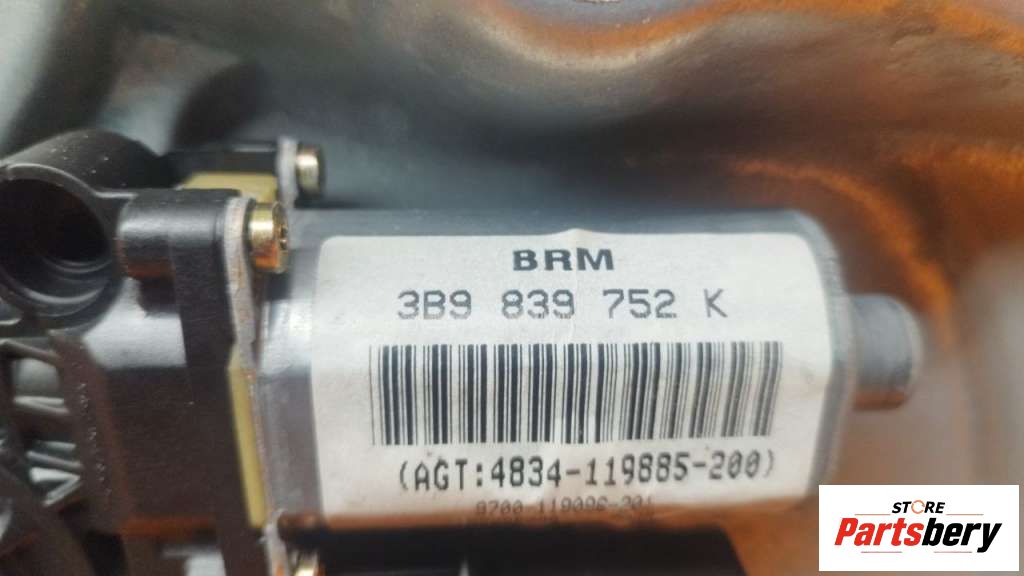 BRM
3B9 839 752 K
(AGT:4834-119885-200)
STORE
Partsbery